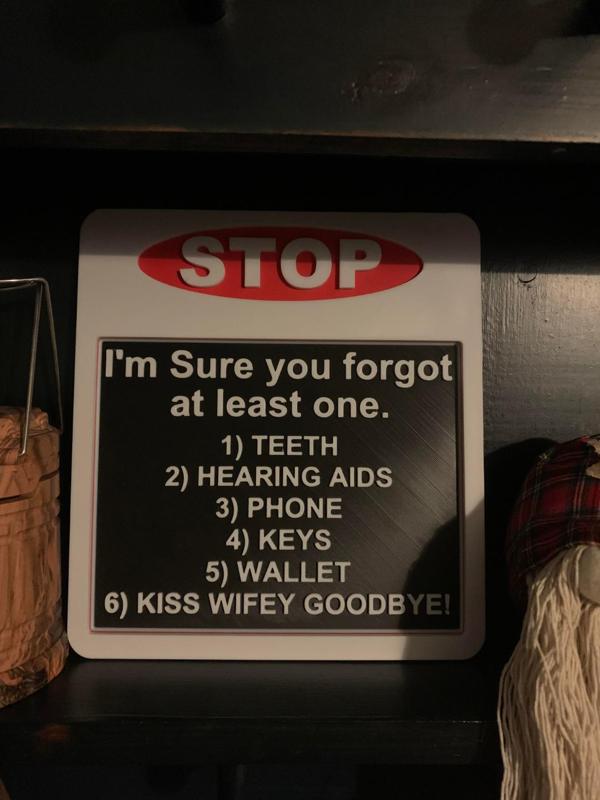 STOP
I'm Sure you forgot
at least one.
1) TEETH
2) HEARING AIDS
3) PHONE
4) KEYS
5) WALLET
6) KISS WIFEY GOODBYE!